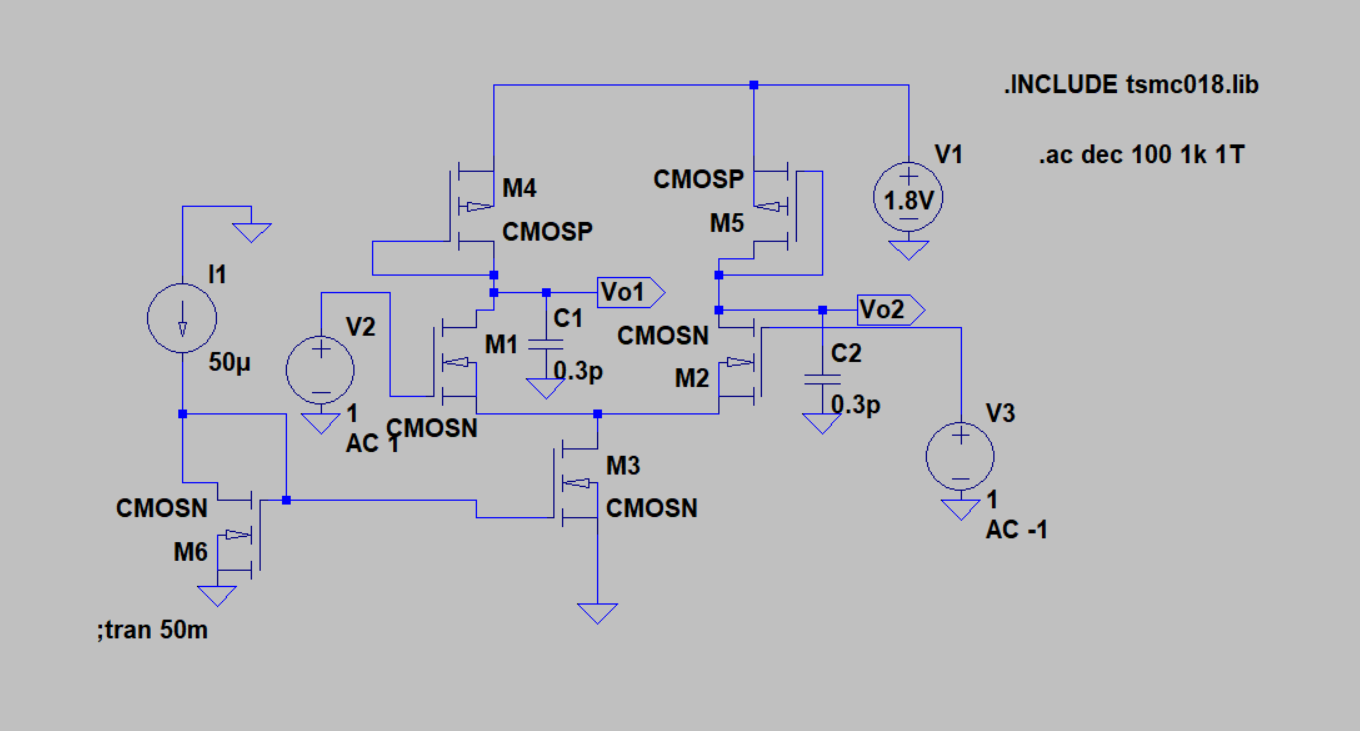 .INCLUDE tsmc018.lib
.ac dec 100 1k 1T
V1
1.8V
M4
CMOSP
CMOSP
M5
I1
50µ
V2
1
AC 1
Vo1
C1
0.3p
M1
CMOSN
Vo2
CMOSN
M2
C2
0.3p
V3
1
AC -1
M3
CMOSN
CMOSN
M6
;tran 50m